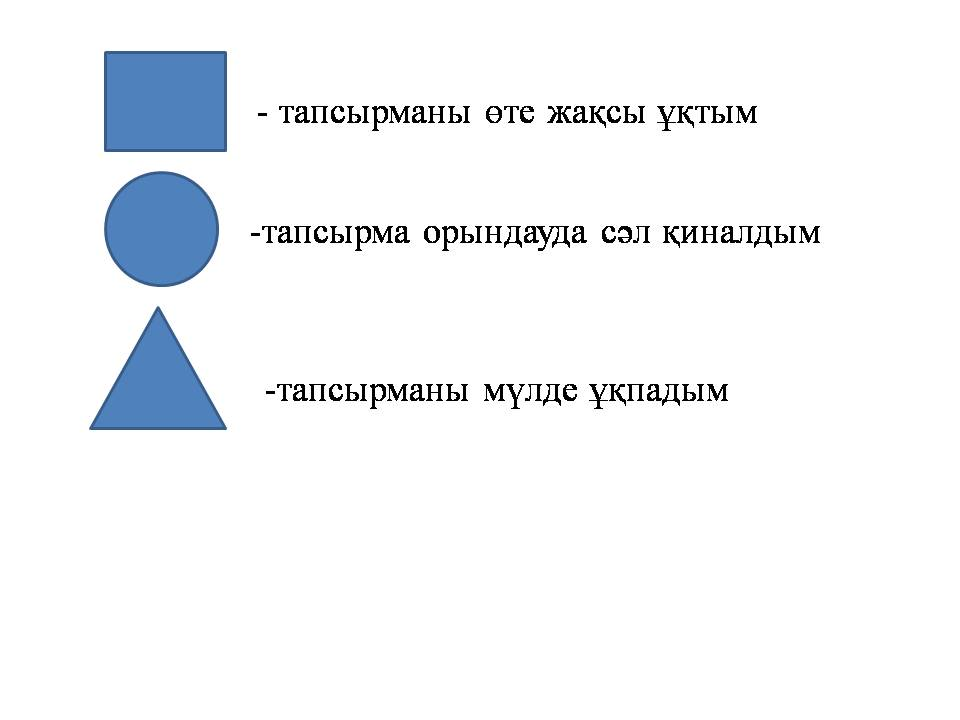 - тапсырманы өте жақсы ұқтым
-тапсырма орындауда сәл қиналдым
-тапсырманы мүлде ұқпадым